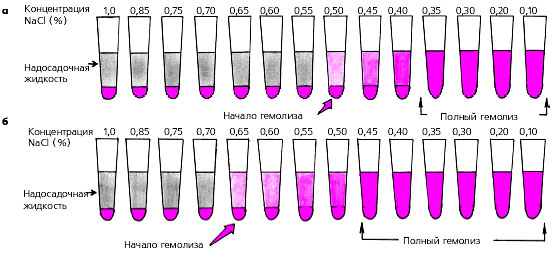 а
Концентрация
NaCl (%)
1,0 0,85 0,75 0,70 0,65 0,60 0,55 0,50 0,45 0,40 0,35 0,30 0,20 0,10
Надосадочная
жидкость
Начало гемолиза
Полный гемолиз
б
Концентрация
NaCl (%)
1,0 0,85 0,75 0,70 0,65 0,60 0,55 0,50 0,45 0,40 0,35 0,30 0,20 0,10
Надосадочная
жидкость
Начало гемолиза
Полный гемолиз